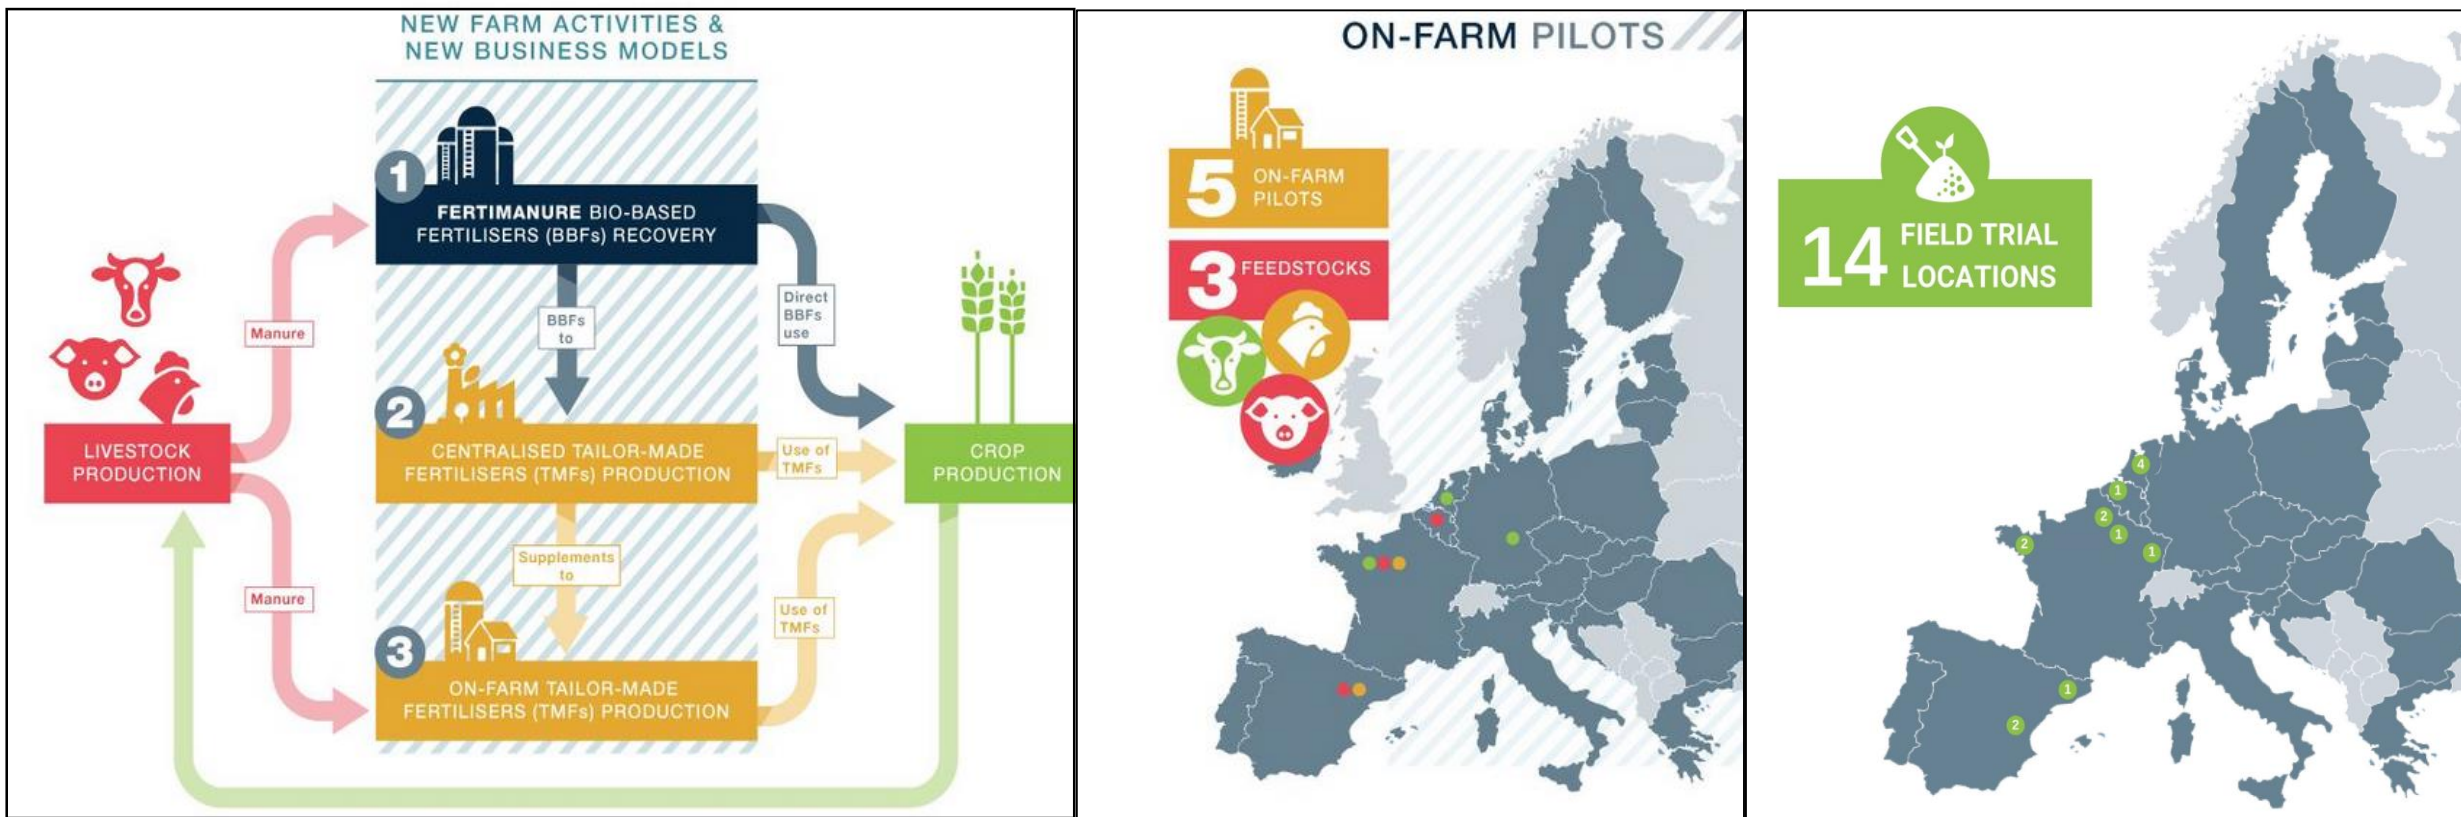 NEW FARM ACTIVITIES &
NEW BUSINESS MODELS
1
FERTIMANURE BIO-BASED
FERTILISERS (BBFs) RECOVERY
Manure
BBFs
to
Direct
BBFs
use
2
LIVESTOCK
PRODUCTION
CENTRALISED TAILOR-MADE
FERTILISERS (TMFs) PRODUCTION
Use of
TMFs
CROP
PRODUCTION
Supplements
to
Manure
Use of
TMFs
3
ON-FARM TAILOR-MADE
FERTILISERS (TMFs) PRODUCTION
ON-FARM PILOTS
5
ON-FARM
PILOTS
3
FEEDSTOCKS
14
FIELD TRIAL
LOCATIONS
4
1
2
1
2
1
1
2